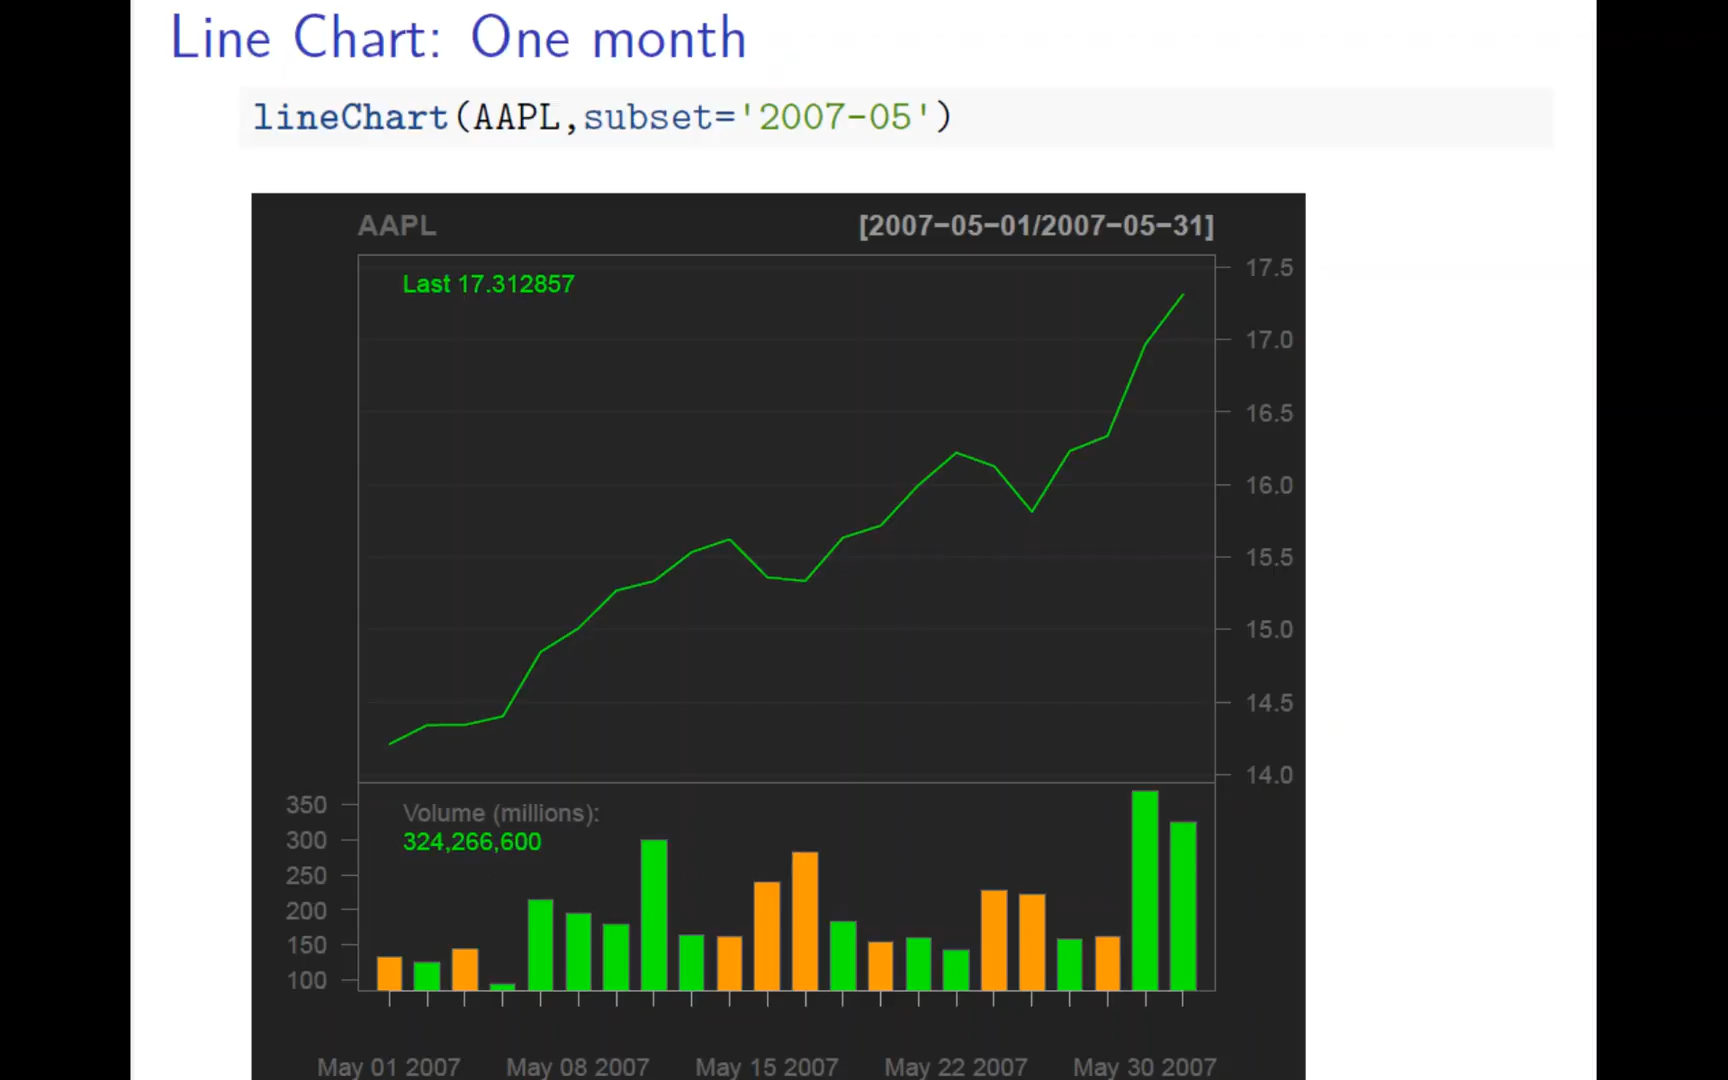 Line Chart: One month
lineChart(AAPL,subset='2007-05')
AAPL [2007-05-01/2007-05-31]
Last 17.312857
17.5
17.0
16.5
16.0
15.5
15.0
14.5
14.0
Volume (millions):
324,266,600
350
300
250
200
150
100
May 01 2007 May 08 2007 May 15 2007 May 22 2007 May 30 2007